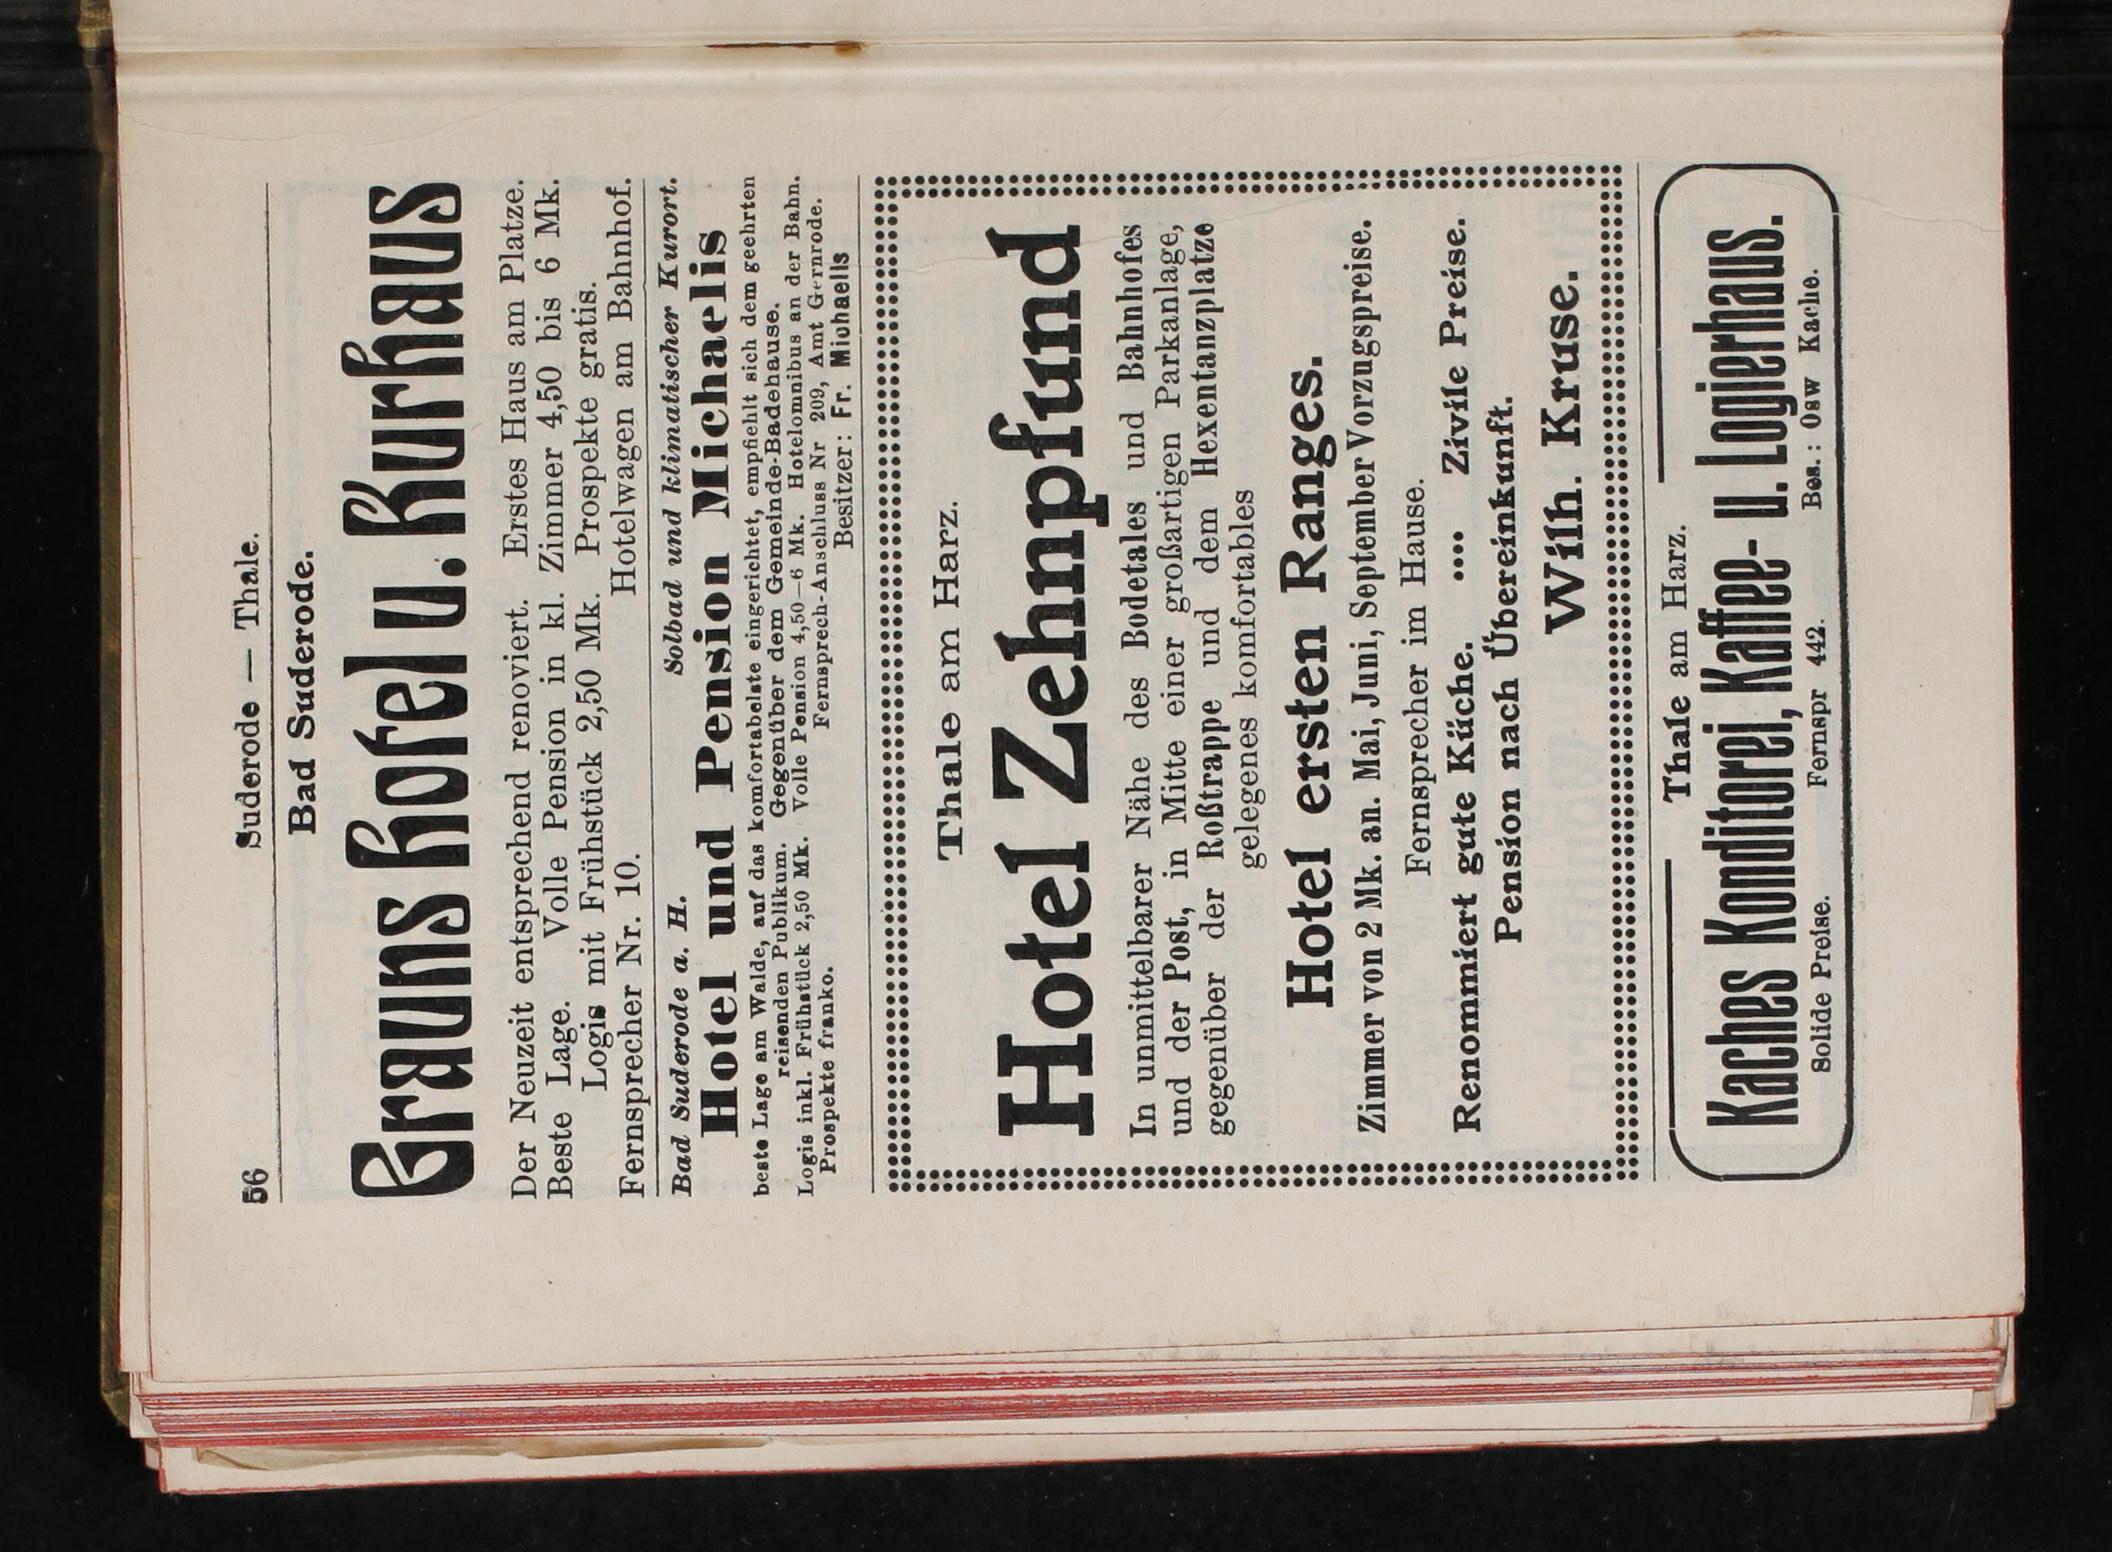 56
Suderode — Thale.
Bad Suderode.
Grauns Hotel u. Kurhaus
Der Neuzeit entsprechend renoviert. Erstes Haus am Platze.
Beste Lage. Volle Pension in kl. Zimmer 4,50 bis 6 Mk.
Logis mit Frühstück 2,50 Mk. Prospekte gratis.
Fernsprecher Nr. 10. Hotelwagen am Bahnhof.
Bad Suderode a. H. Solbad und klimatischer Kurort.
Hotel und Pension Michaelis
beste Lage am Walde, auf das komfortabelste eingerichtet, empfiehlt sich dem geehrten
reisenden Publikum. Gegenüber dem Gemeinde-Badehause.
Logis inkl. Frühstück 2,50 Mk. Volle Pension 4,50—6 Mk. Hotelomnibus an der Bahn.
Prospekte franko. Fernsprech-Anschluss Nr 209, Amt Gernrode.
Besitzer: Fr. Michaelis
Thale am Harz.
Hotel Zehnpfund
In unmittelbarer Nähe des Bodetales und Bahnhofes
und der Post, in Mitte einer großartigen Parkanlage,
gegenüber der Roßtrappe und dem Hexentanzplatze
gelegenes komfortables
Hotel ersten Ranges.
Zimmer von 2 Mk. an. Mai, Juni, September Vorzugspreise.
Fernsprecher im Hause.
Renommiert gute Küche. .... Zivile Preise.
Pension nach Übereinkunft.
Wilh. Kruse.
Thale am Harz.
Kaches Konditorei, Kaffee- u. Logierhaus.
Solide Preise. Fernspr 442. Bes.: Osw Kache.